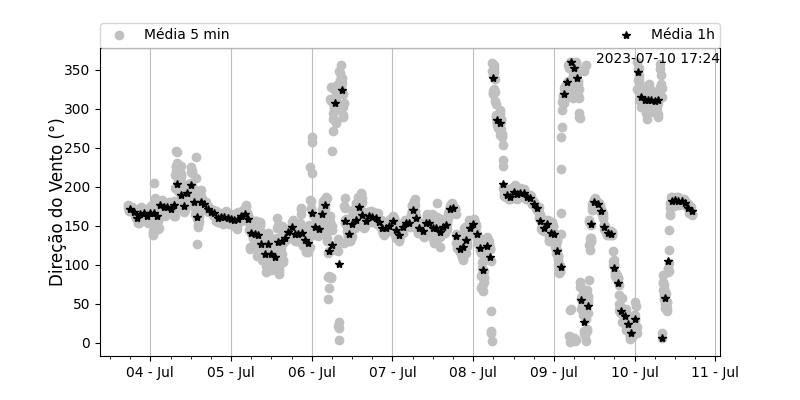 Média 5 min
Média 1h
2023-07-10 17:24
Direção do Vento (°)
350
300
250
200
150
100
50
0
04 - Jul
05 - Jul
06 - Jul
07 - Jul
08 - Jul
09 - Jul
10 - Jul
11 - Jul